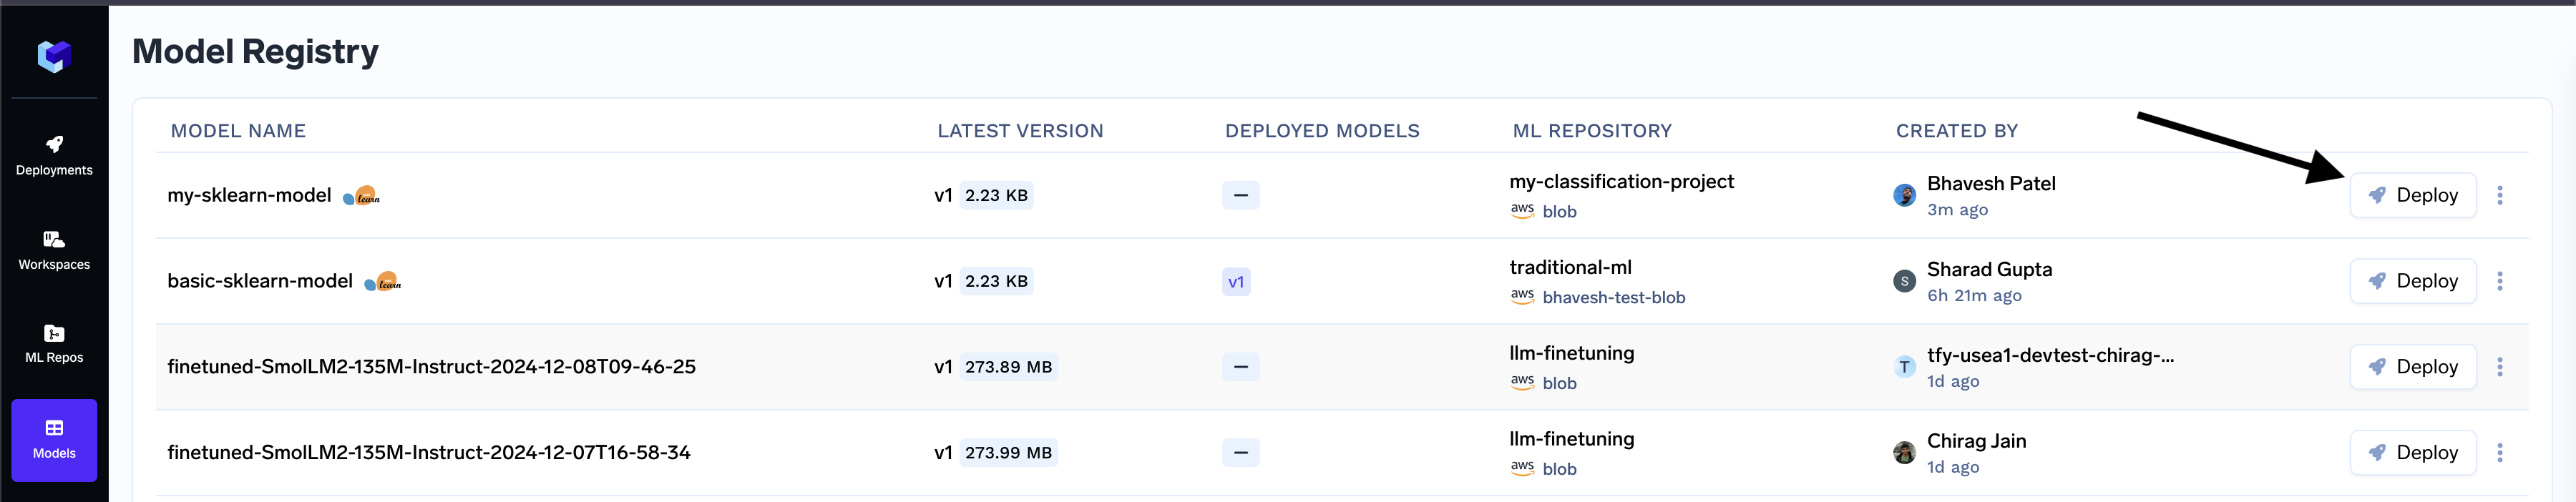 Model Registry
Deployments
Workspaces
ML Repos
Models
MODEL NAME LATEST VERSION DEPLOYED MODELS ML REPOSITORY CREATED BY
my-sklearn-model learn v1 2.23 KB – my-classification-project Bhavesh Patel Deploy
aws blob 3m ago
basic-sklearn-model learn v1 2.23 KB v1 traditional-ml Sharad Gupta Deploy
S
aws bhavesh-test-blob 6h 21m ago
finetuned-SmolLM2-135M-Instruct-2024-12-08T09-46-25 v1 273.89 MB – llm-finetuning tfy-usea1-devtest-chirag-... Deploy
T
aws blob 1d ago
finetuned-SmolLM2-135M-Instruct-2024-12-07T16-58-34 v1 273.99 MB – llm-finetuning Chirag Jain Deploy
aws blob 1d ago